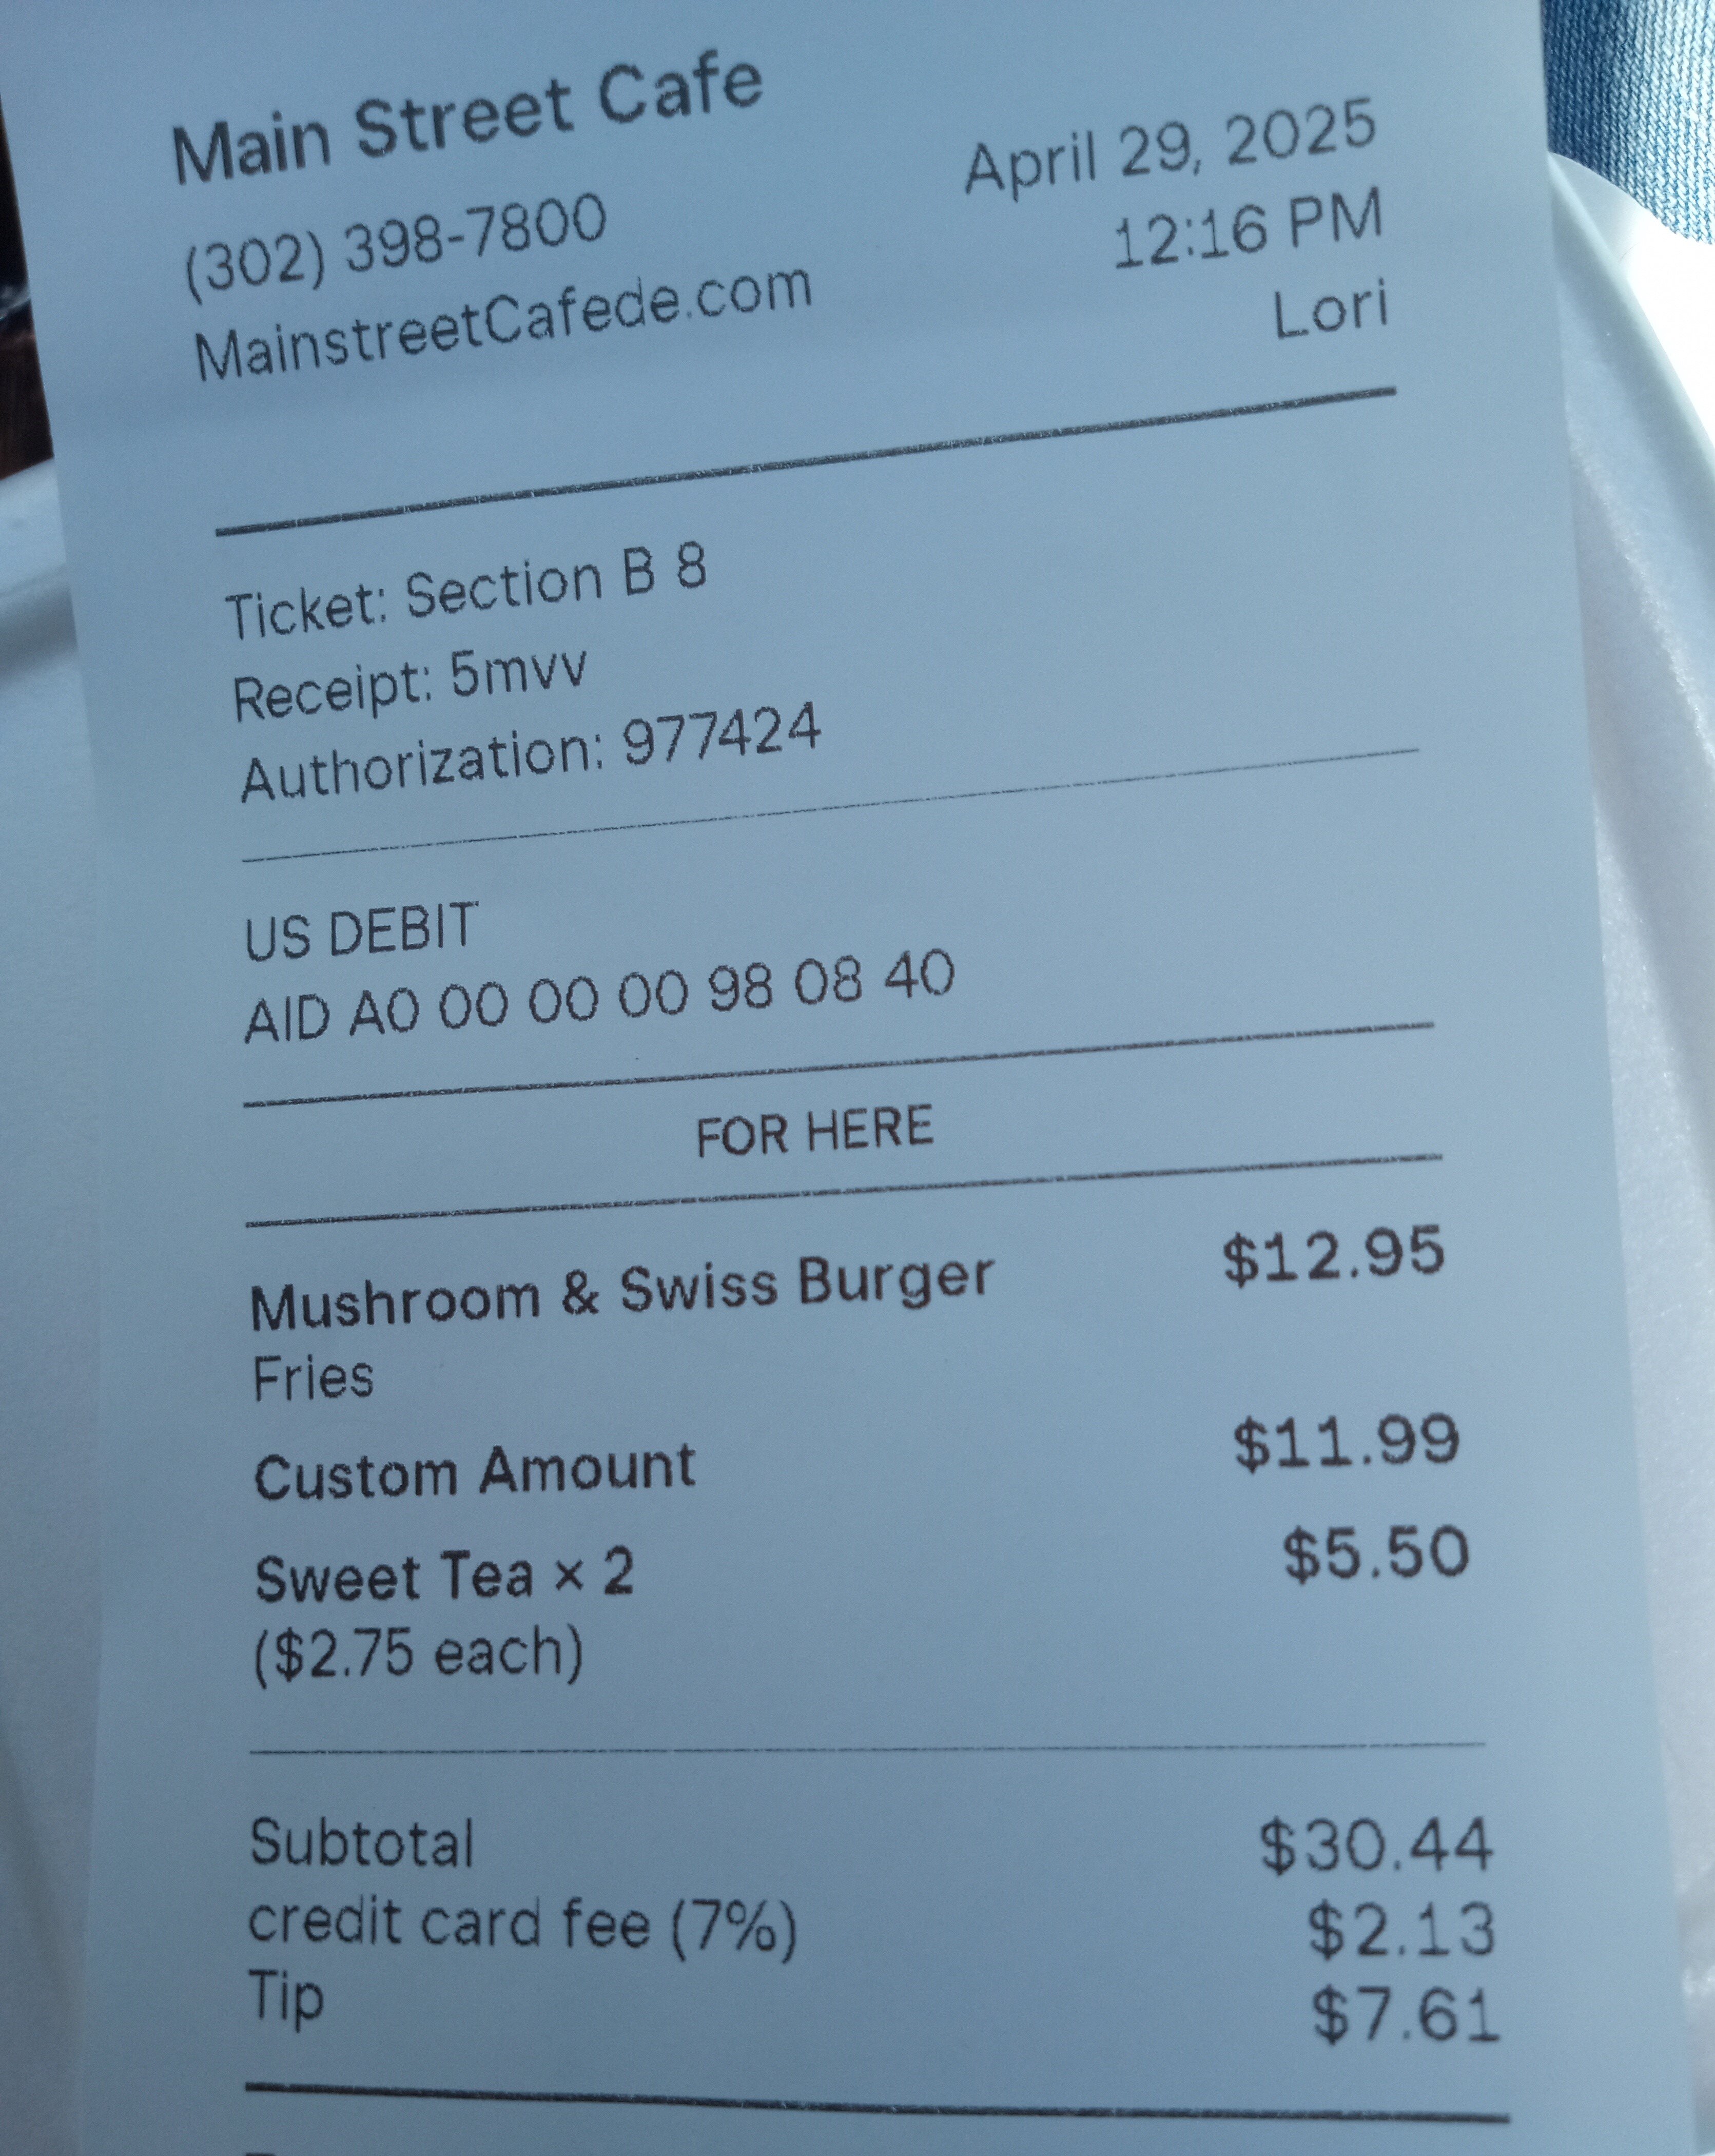 Main Street Cafe
(302) 398-7800
MainstreetCafede.com
April 29, 2025
12:16 PM
Lori
Ticket: Section B 8
Receipt: 5mvv
Authorization: 977424
US DEBIT
AID A0 00 00 00 98 08 40
FOR HERE
Mushroom & Swiss Burger $12.95
Fries
Custom Amount $11.99
Sweet Tea × 2 $5.50
($2.75 each)
Subtotal $30.44
credit card fee (7%) $2.13
Tip $7.61